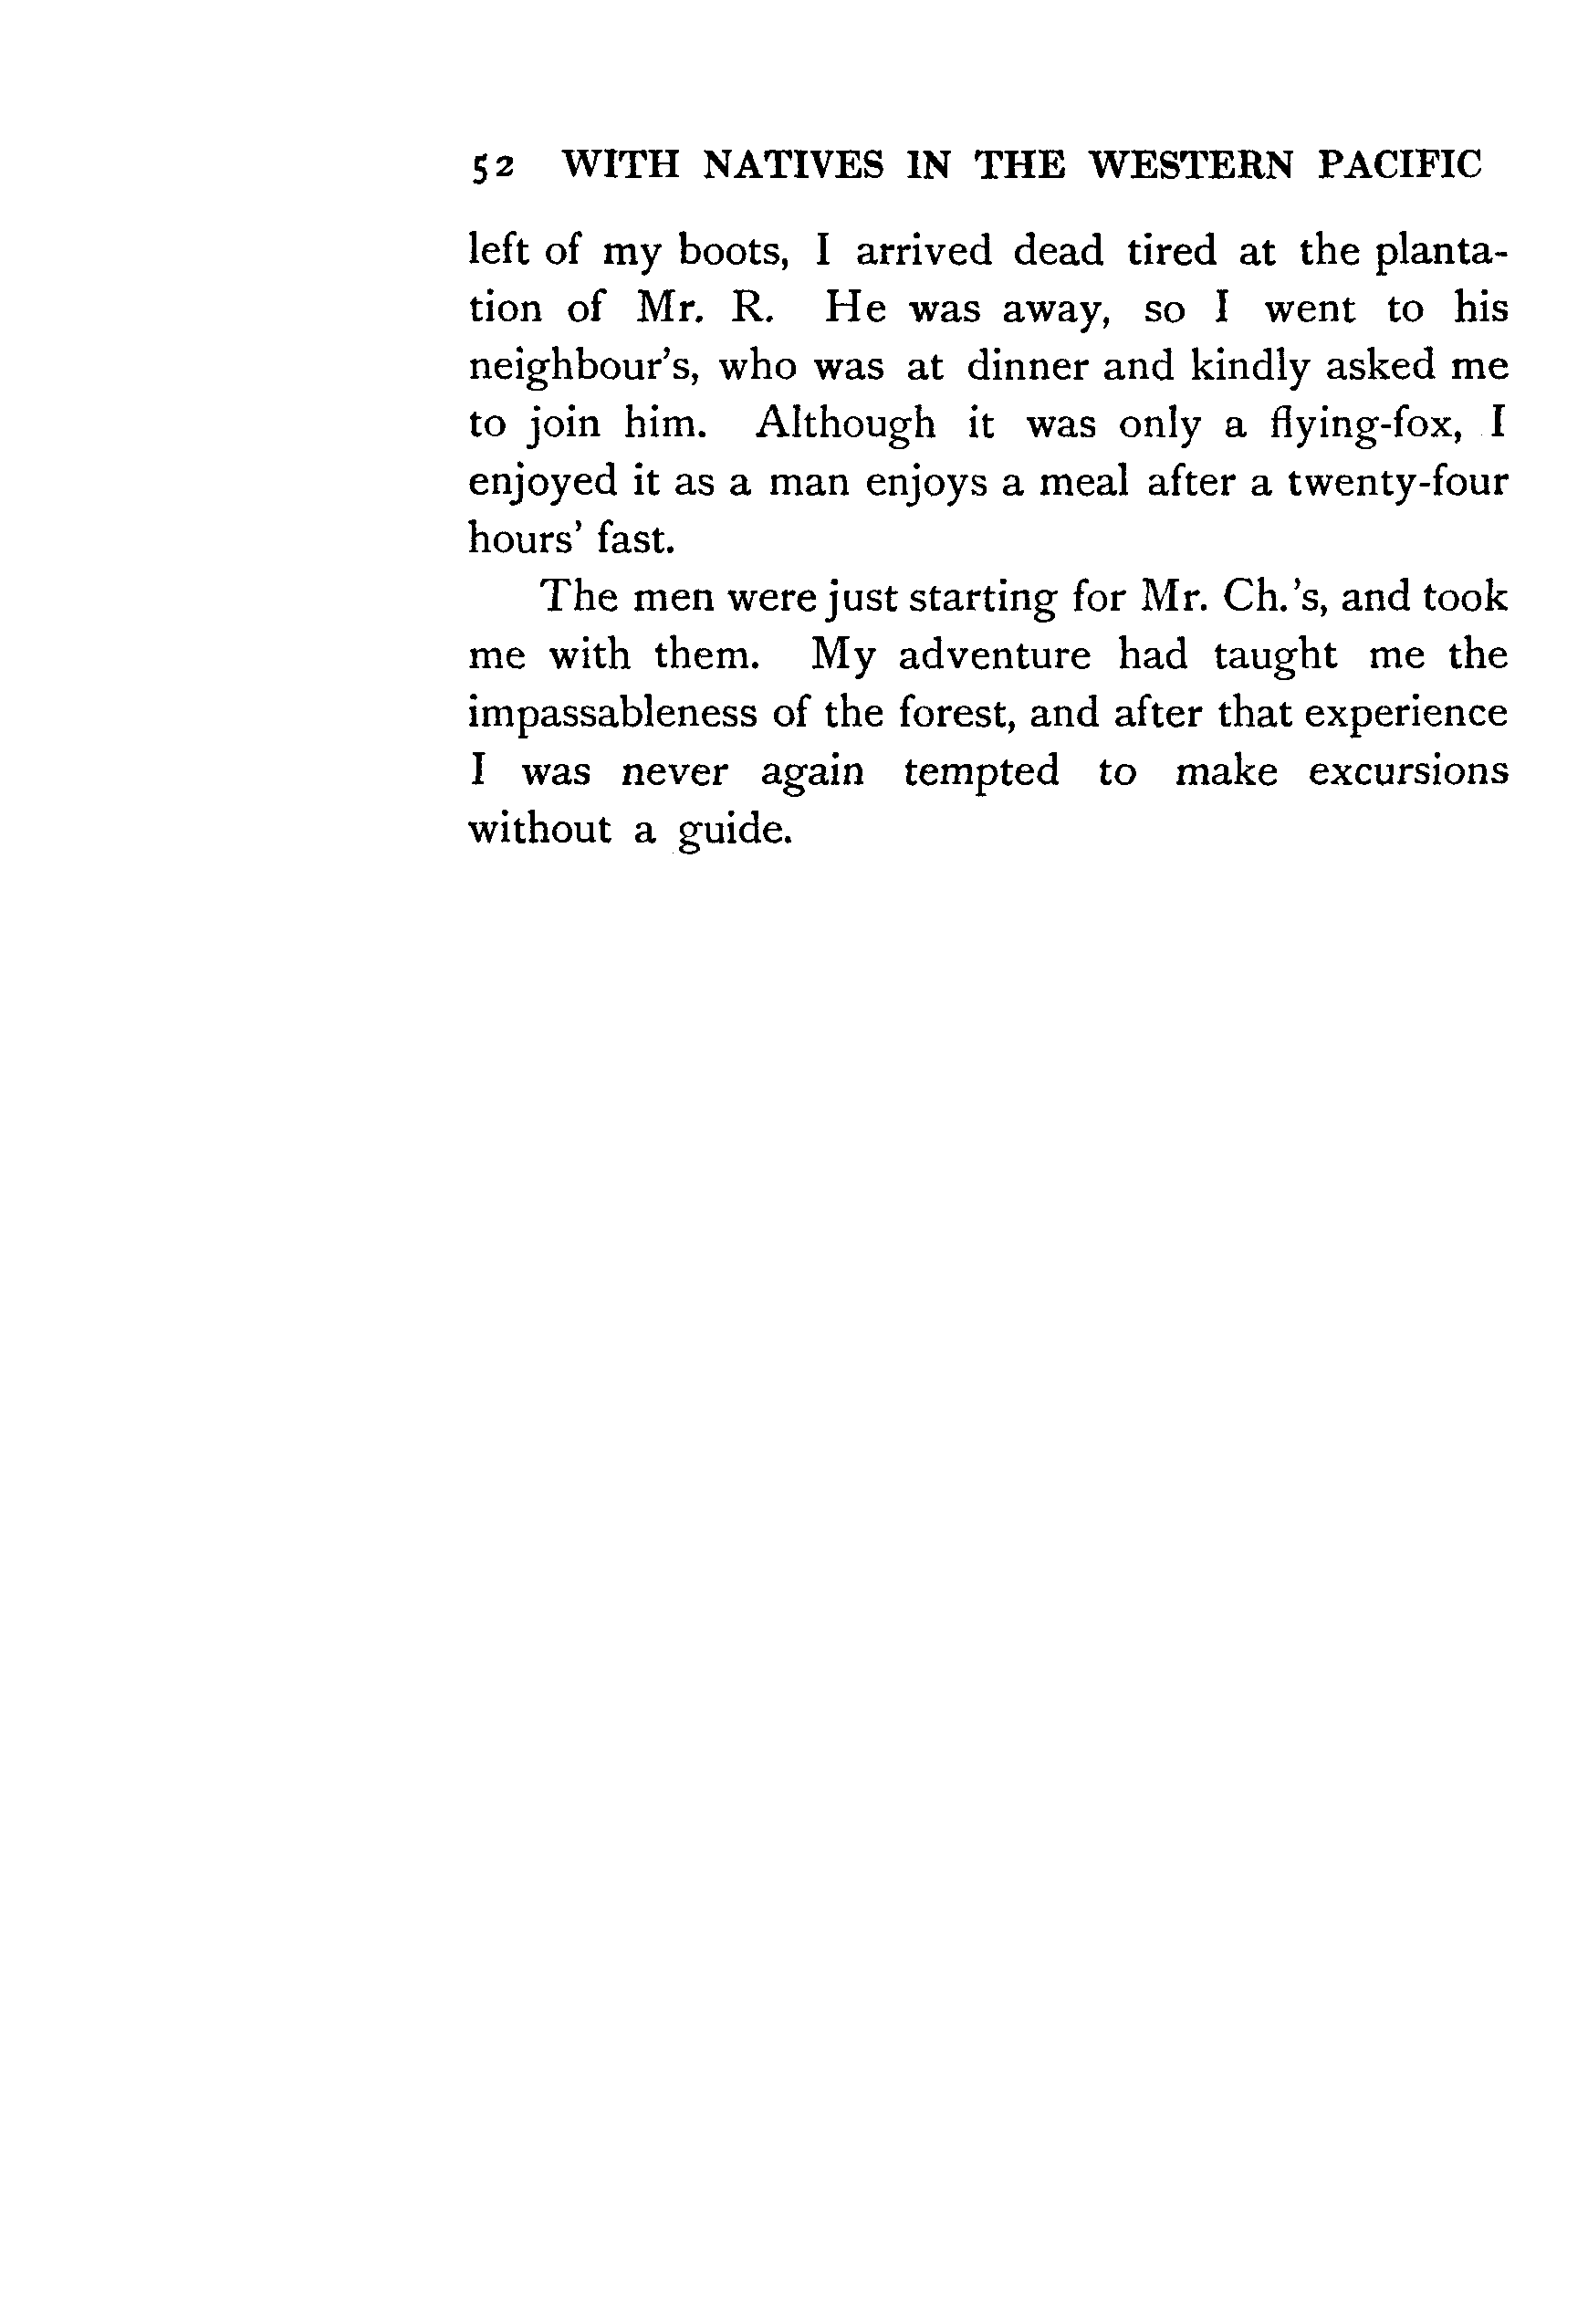 52 WITH NATIVES IN THE WESTERN PACIFIC
left of my boots, I arrived dead tired at the planta-
tion of Mr. R. He was away, so I went to his
neighbour's, who was at dinner and kindly asked me
to join him. Although it was only a flying-fox, I
enjoyed it as a man enjoys a meal after a twenty-four
hours' fast.
The men were just starting for Mr. Ch.'s, and took
me with them. My adventure had taught me the
impassableness of the forest, and after that experience
I was never again tempted to make excursions
without a guide.